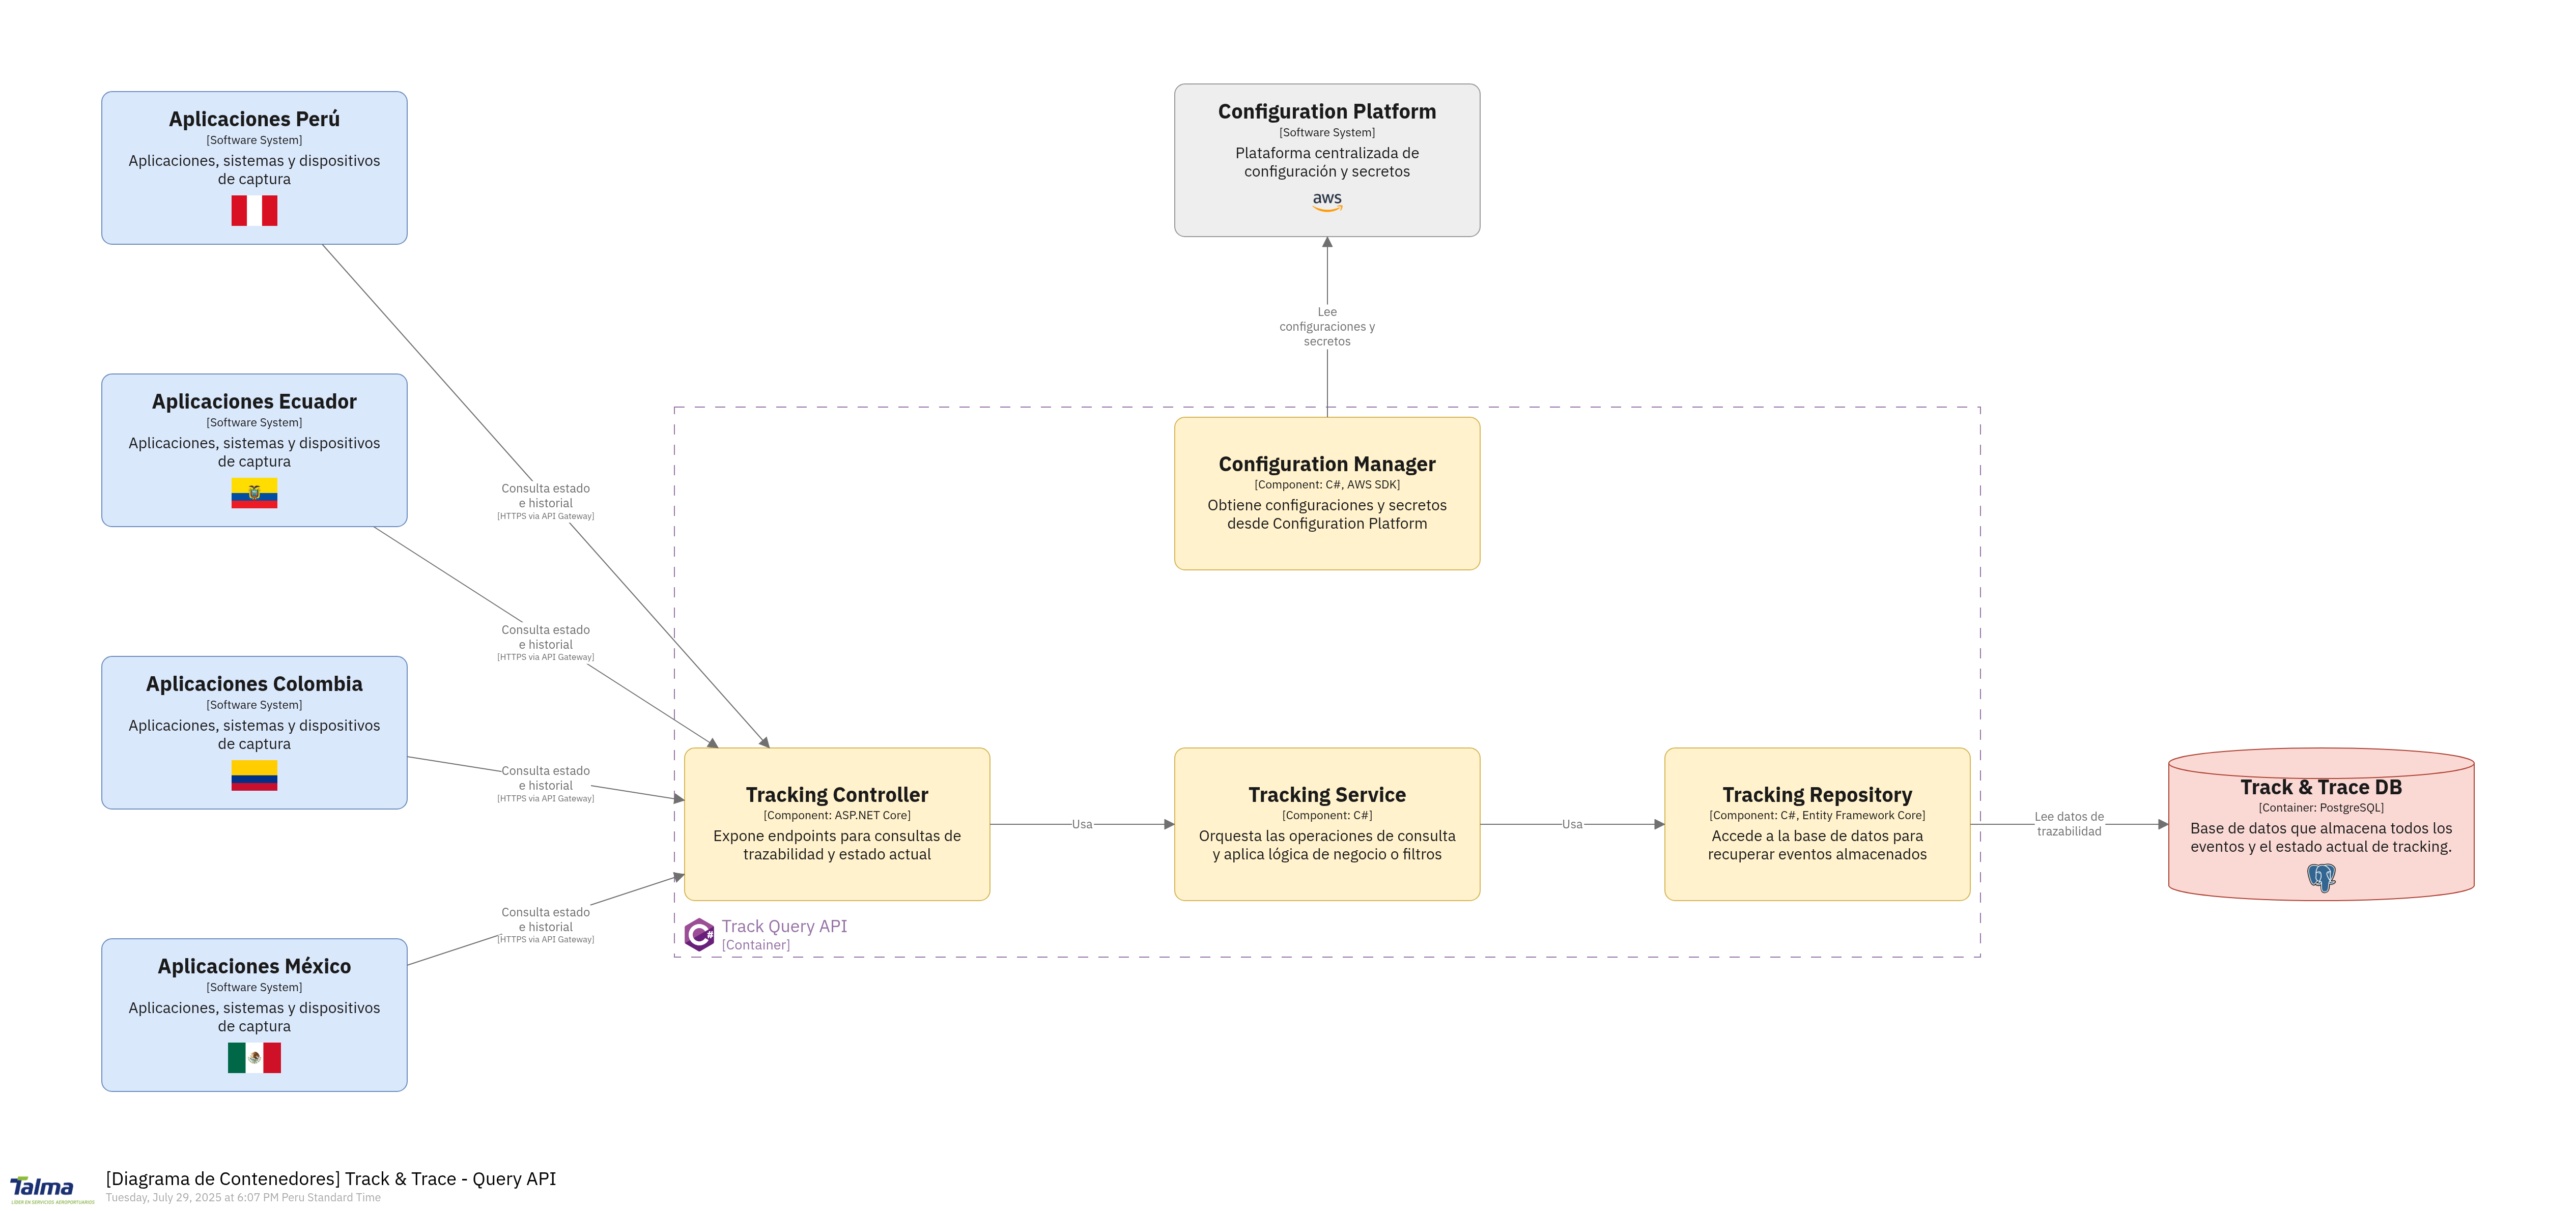 Aplicaciones Perú
[Software System]
Aplicaciones, sistemas y dispositivos
de captura
Configuration Platform
[Software System]
Plataforma centralizada de
configuración y secretos
aws
Lee
configuraciones y
secretos
Aplicaciones Ecuador
[Software System]
Aplicaciones, sistemas y dispositivos
de captura
Consulta estado
e historial
[HTTPS via API Gateway]
Configuration Manager
[Component: C#, AWS SDK]
Obtiene configuraciones y secretos
desde Configuration Platform
Consulta estado
e historial
[HTTPS via API Gateway]
Aplicaciones Colombia
[Software System]
Aplicaciones, sistemas y dispositivos
de captura
Consulta estado
e historial
[HTTPS via API Gateway]
Tracking Controller
[Component: ASP.NET Core]
Expone endpoints para consultas de
trazabilidad y estado actual
Usa
Tracking Service
[Component: C#]
Orquesta las operaciones de consulta
y aplica lógica de negocio o filtros
Usa
Tracking Repository
[Component: C#, Entity Framework Core]
Accede a la base de datos para
recuperar eventos almacenados
Lee datos de
trazabilidad
Track & Trace DB
[Container: PostgreSQL]
Base de datos que almacena todos los
eventos y el estado actual de tracking.
Consulta estado
e historial
[HTTPS via API Gateway]
C#
Track Query API
[Container]
Aplicaciones México
[Software System]
Aplicaciones, sistemas y dispositivos
de captura
Talma
LÍDER EN SERVICIOS AEROPORTUARIOS
[Diagrama de Contenedores] Track & Trace - Query API
Tuesday, July 29, 2025 at 6:07 PM Peru Standard Time